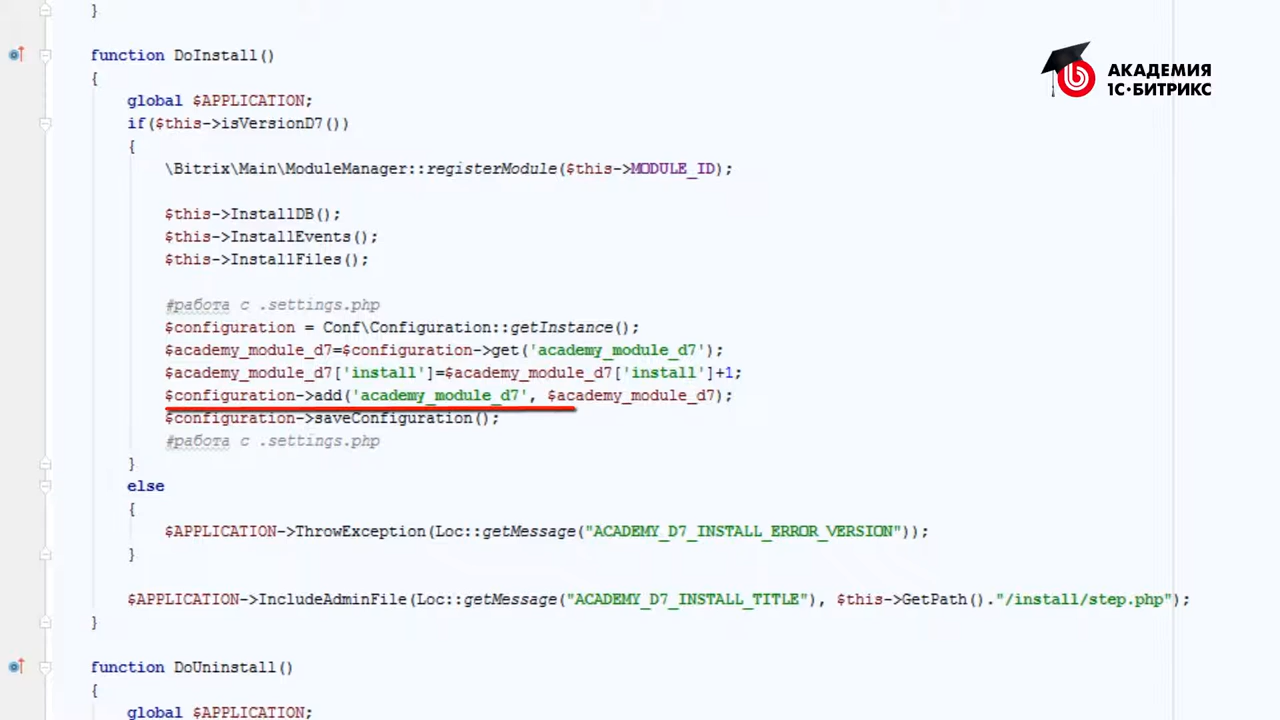 }
function DoInstall()
{
global $APPLICATION;
if($this->isVersionD7())
{
\Bitrix\Main\ModuleManager::registerModule($this->MODULE_ID);
$this->InstallDB();
$this->InstallEvents();
$this->InstallFiles();
#работа с .settings.php
$configuration = Conf\Configuration::getInstance();
$academy_module_d7=$configuration->get('academy_module_d7');
$academy_module_d7['install']=$academy_module_d7['install']+1;
$configuration->add('academy_module_d7', $academy_module_d7);
$configuration->saveConfiguration();
#работа с .settings.php
}
else
{
$APPLICATION->ThrowException(Loc::getMessage("ACADEMY_D7_INSTALL_ERROR_VERSION"));
}
$APPLICATION->IncludeAdminFile(Loc::getMessage("ACADEMY_D7_INSTALL_TITLE"), $this->GetPath()."/install/step.php");
}
function DoUninstall()
{
global $APPLICATION;
АКАДЕМИЯ
1С·БИТРИКС